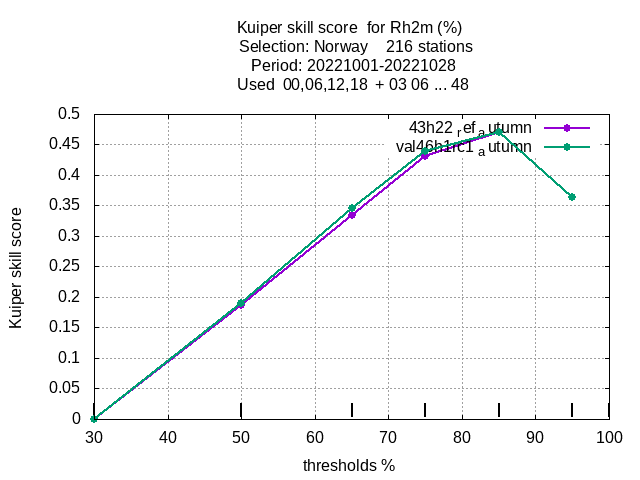 Kuiper skill score for Rh2m (%)
Selection: Norway 216 stations
Period: 20221001-20221028
Used 00,06,12,18 + 03 06 ... 48
43h22 ref autumn
val46h1rc1 autumn
0.5
0.45
0.4
0.35
0.3
0.25
0.2
0.15
0.1
0.05
0
Kuiper skill score
30 40 50 60 70 80 90 100
thresholds %